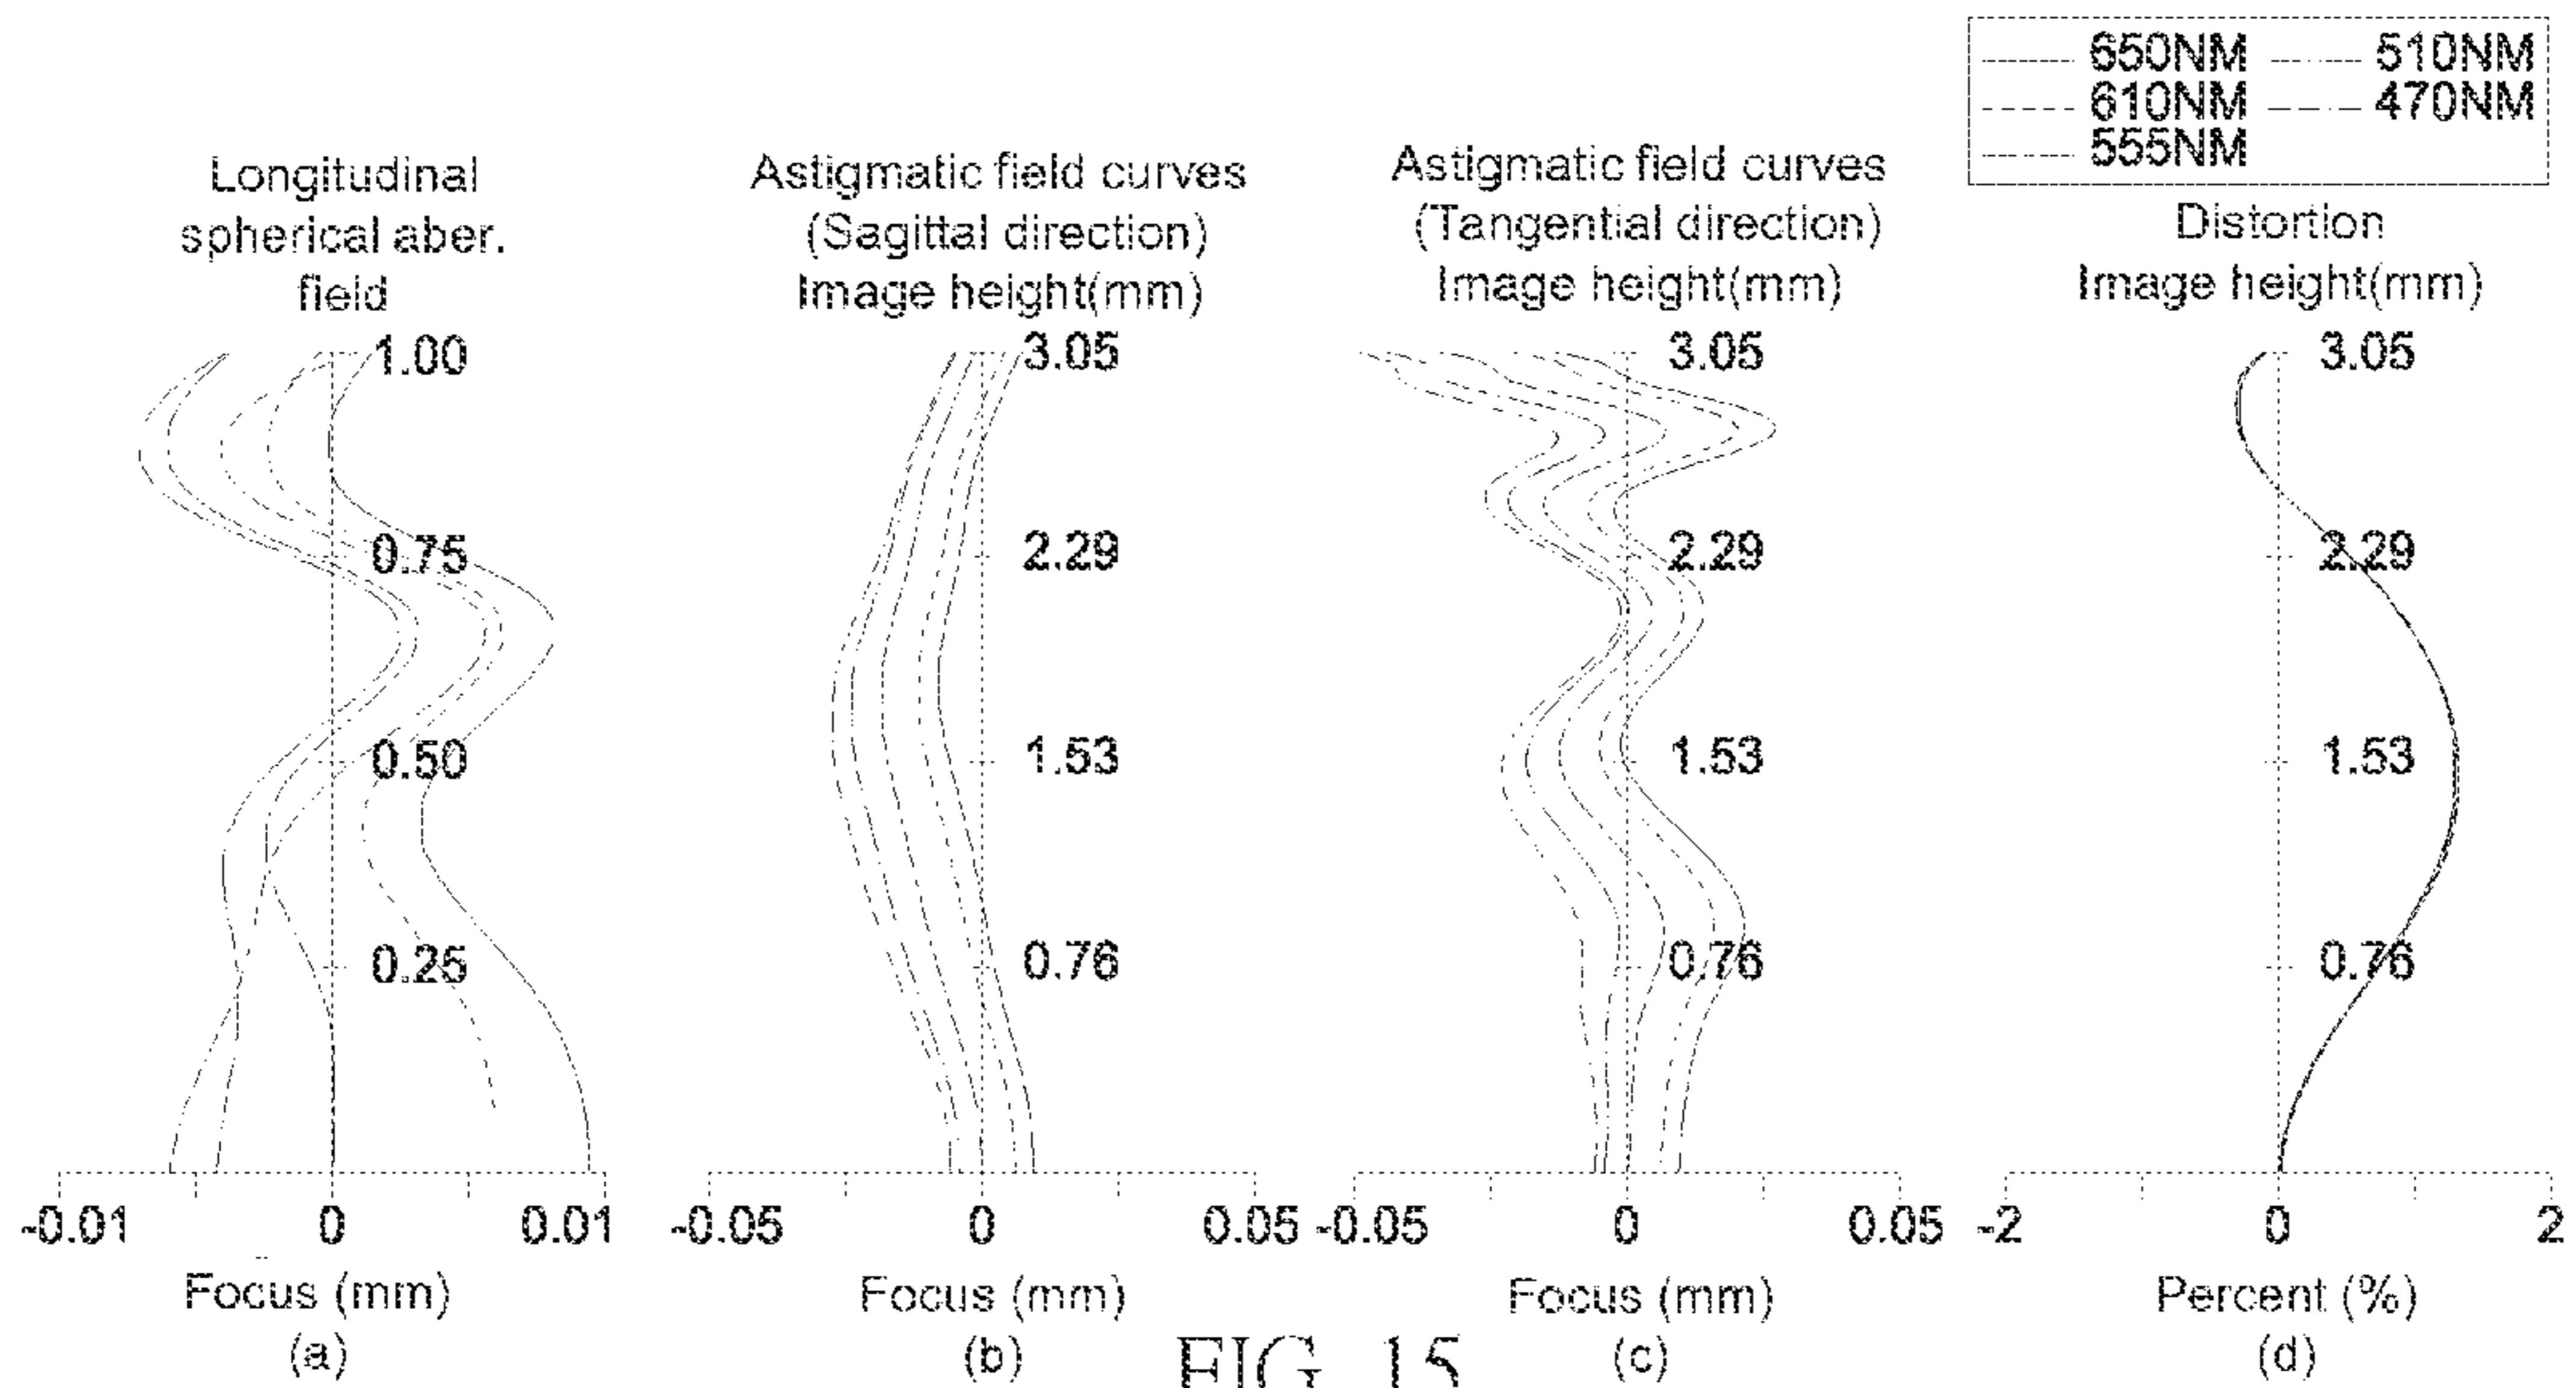 650NM 510NM
610NM 470NM
555NM
Longitudinal
spherical aber.
field
1.00
0.75
0.50
0.25
-0.01 0 0.01
Focus (mm)
(a)
Astigmatic field curves
(Sagittal direction)
Image height(mm)
3.05
2.29
1.53
0.76
-0.05 0 0.05
Focus (mm)
(b)
Astigmatic field curves
(Tangential direction)
Image height(mm)
3.05
2.29
1.53
0.76
-0.05 0 0.05
Focus (mm)
(c)
Distortion
Image height(mm)
3.05
2.29
1.53
0.76
-2 0 2
Percent (%)
(d)
FIG. 15